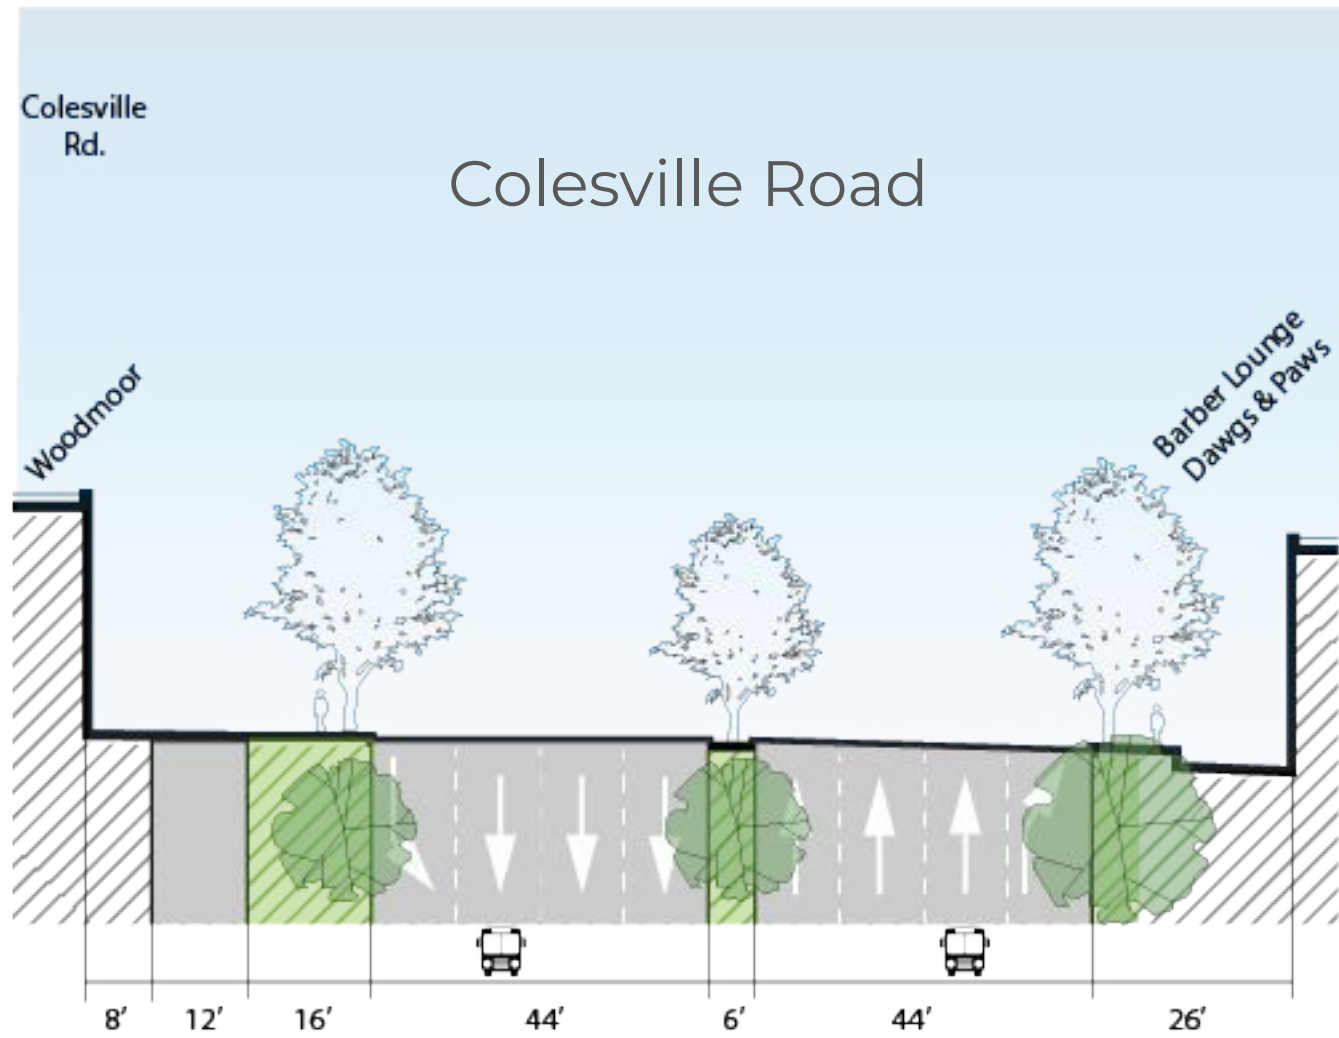 Colesville
Rd.
Colesville Road
Woodmoor
Barber Lounge
Dawgs & Paws
8'
12'
16'
44'
6'
44'
26'